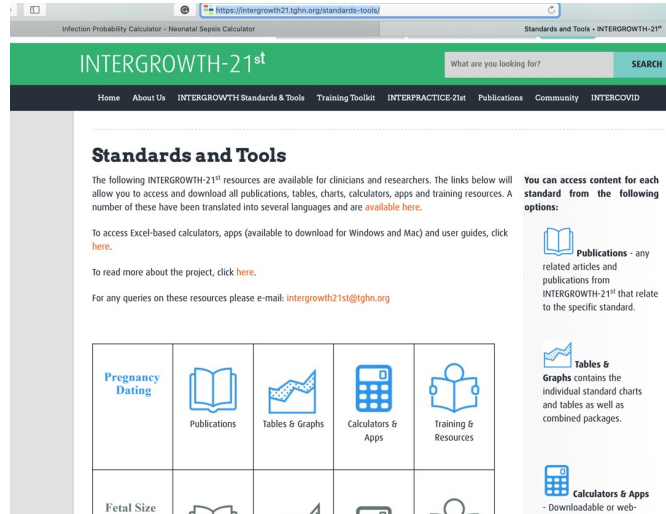 https://intergrowth21.tghn.org/standards-tools/
Infection Probability Calculator - Neonatal Sepsis Calculator
Standards and Tools • INTERGROWTH-21st
INTERGROWTH-21st
What are you looking for?
SEARCH
Home About Us INTERGROWTH Standards & Tools Training Toolkit INTERPRACTICE-21st Publications Community INTERCOVID
Standards and Tools
The following INTERGROWTH-21st resources are available for clinicians and researchers. The links below will
allow you to access and download all publications, tables, charts, calculators, apps and training resources. A
number of these have been translated into several languages and are available here.
To access Excel-based calculators, apps (available to download for Windows and Mac) and user guides, click
here.
To read more about the project, click here.
For any queries on these resources please e-mail: intergrowth21st@tghn.org
Pregnancy
Dating
Publications
Tables & Graphs
Calculators &
Apps
Training &
Resources
Fetal Size
You can access content for each
standard from the following
options:
Publications - any
related articles and
publications from
INTERGROWTH-21st that relate
to the specific standard.
Tables &
Graphs contains the
individual standard charts
and tables as well as
combined packages.
Calculators & Apps
- Downloadable or web-